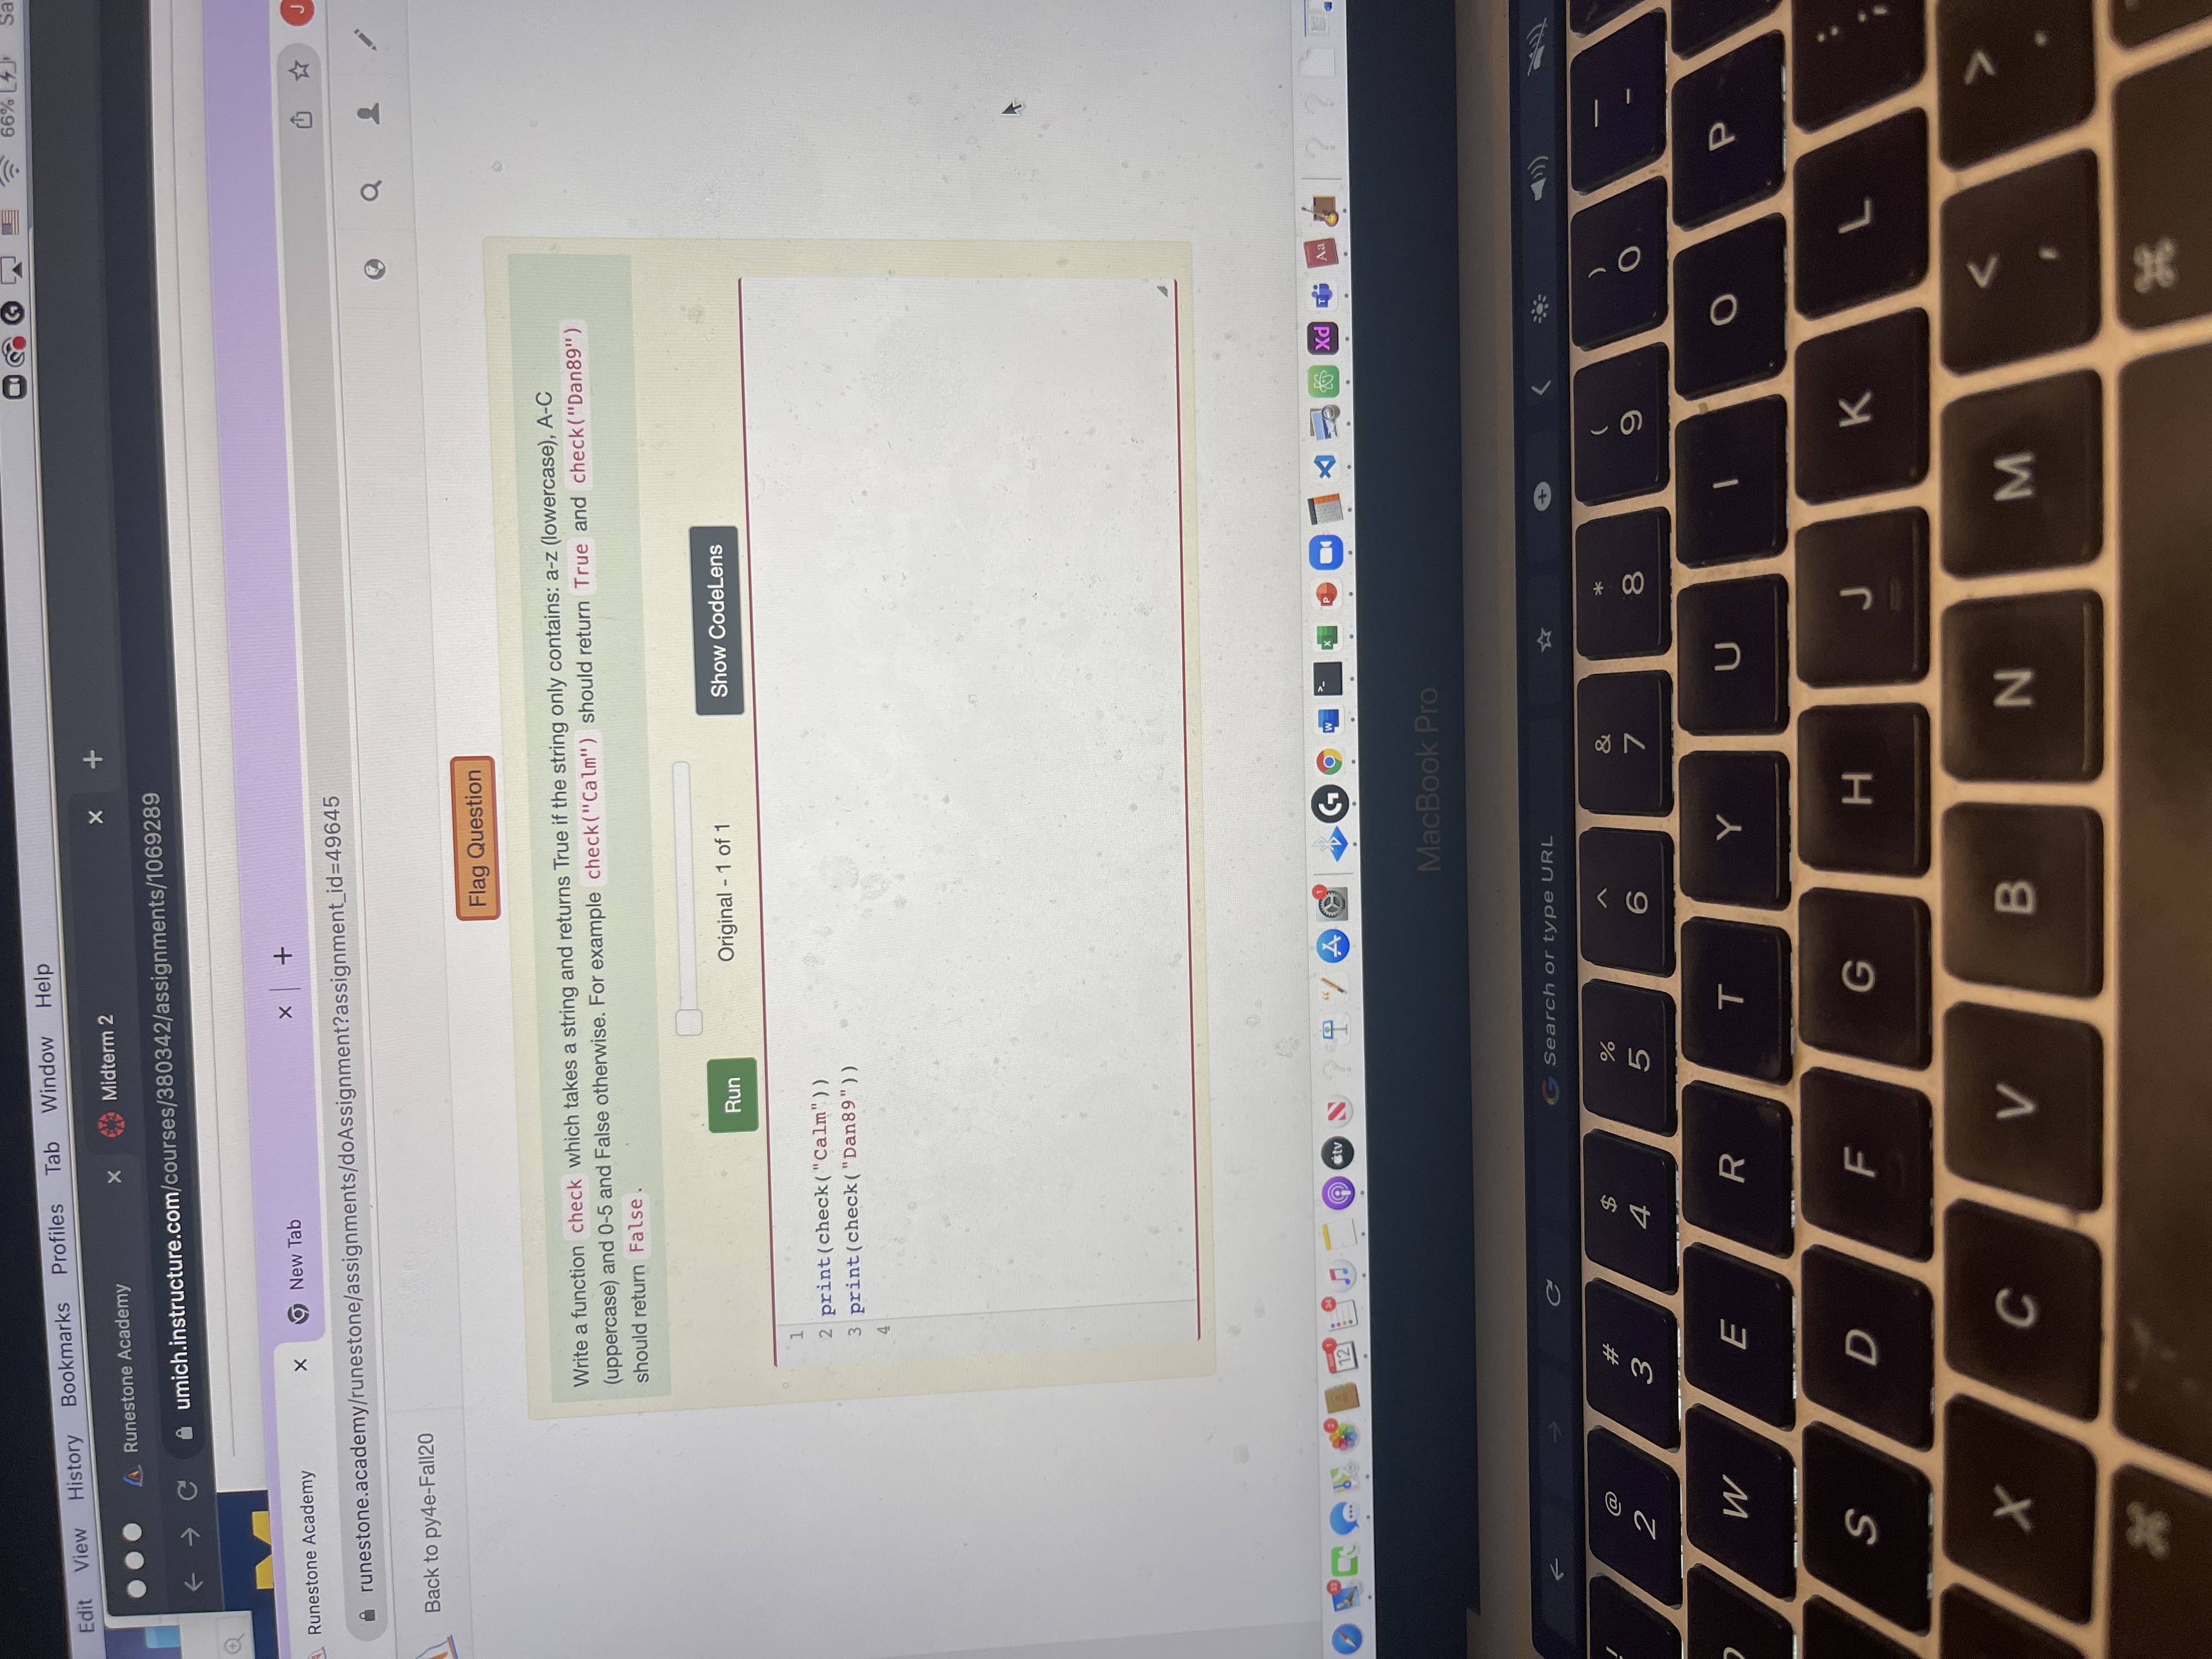 66% Sa
Edit View History Bookmarks Profiles Tab Window Help
Runestone Academy Midterm 2
umich.instructure.com/courses/380342/assignments/1069289
Runestone Academy New Tab
J
runestone.academy/runestone/assignments/doAssignment?assignment_id=49645
Back to py4e-Fall20
Flag Question
Write a function check which takes a string and returns True if the string only contains: a-z (lowercase), A-C
(uppercase) and 0-5 and False otherwise. For example check("Calm") should return True and check("Dan89")
should return False.
Run Original - 1 of 1 Show CodeLens
1
2 print(check("Calm"))
3 print(check("Dan89"))
4
12 tv W X P Xd T Aa
MacBook Pro
Search or type URL
! @ # $ % ^ & * ( ) —
2 3 4 5 6 7 8 9 0 -
W E R T Y U I O P
S D F G H J K L ;
X C V B N M < >
, .
⌘ ⌘